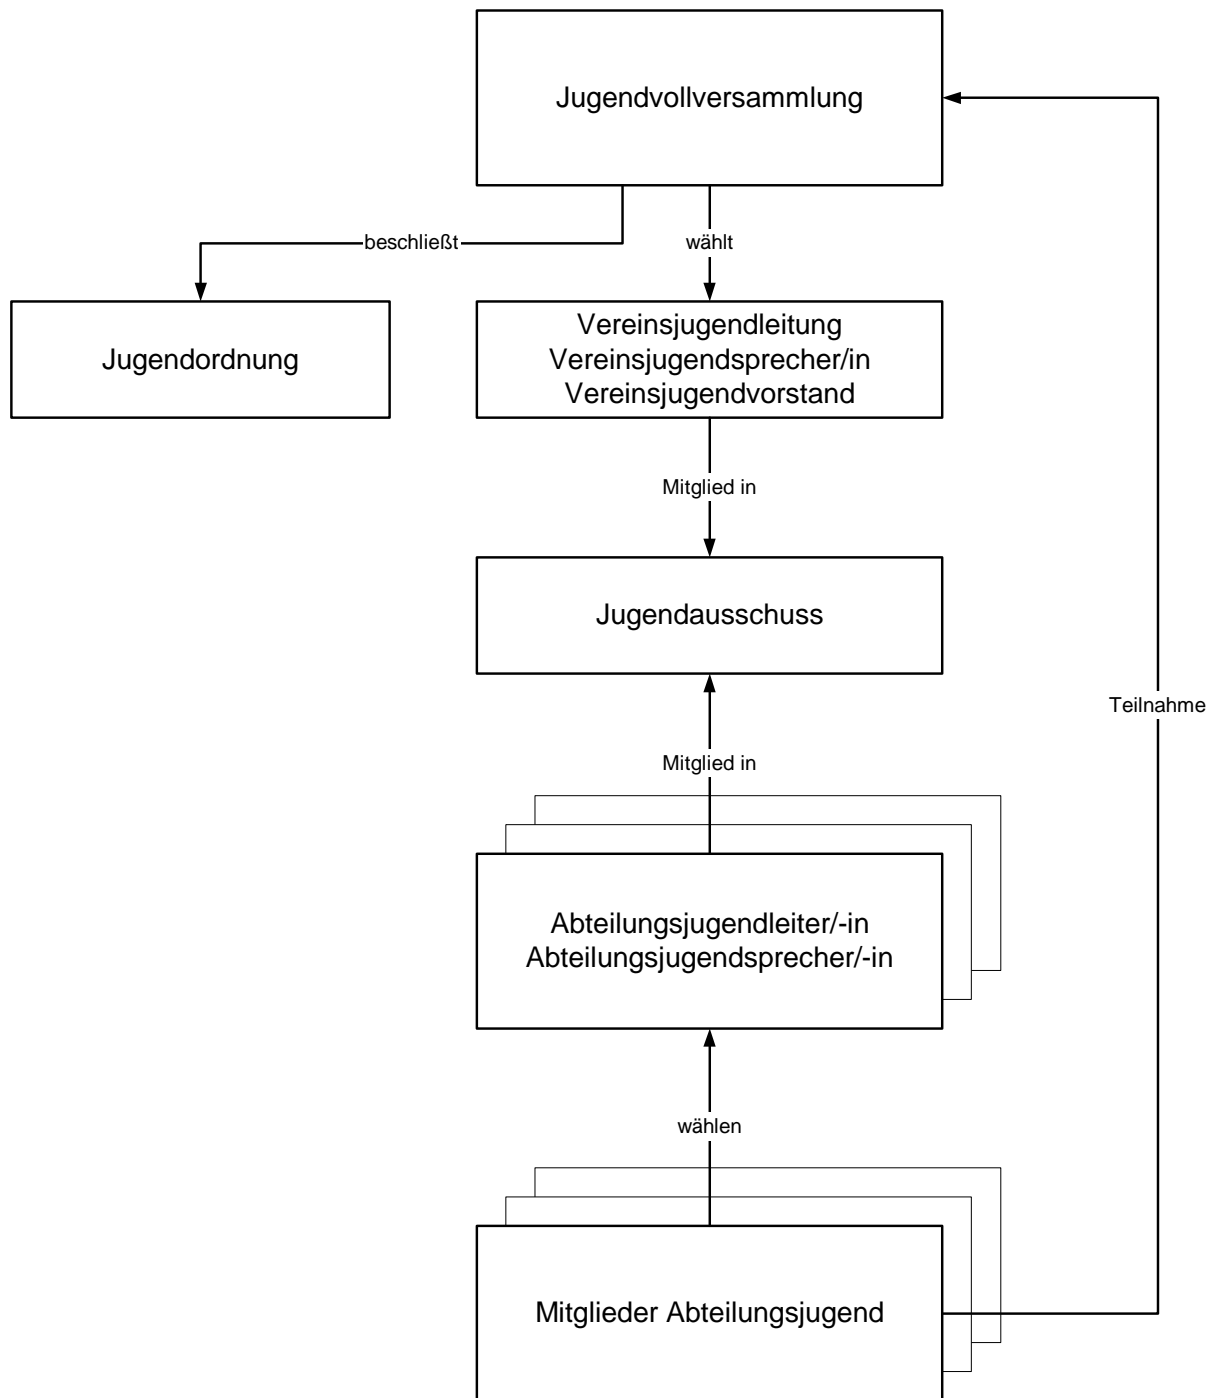 Jugendvollversammlung
beschließt
wählt
Jugendordnung
Vereinsjugendleitung
Vereinsjugendsprecher/in
Vereinsjugendvorstand
Mitglied in
Jugendausschuss
Teilnahme
Mitglied in
Abteilungsjugendleiter/-in
Abteilungsjugendsprecher/-in
wählen
Mitglieder Abteilungsjugend